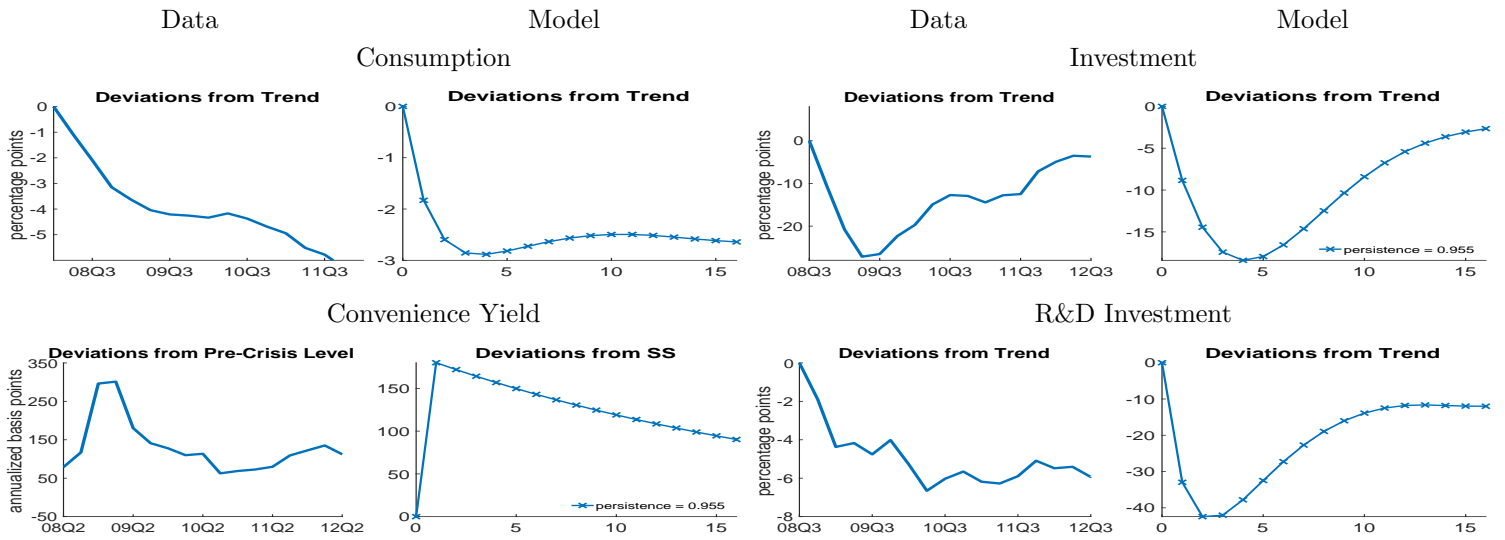 Data
Model
Data
Model
Consumption
Investment
Deviations from Trend
percentage points
0
-1
-2
-3
-4
-5
08Q3
09Q3
10Q3
11Q3
Deviations from Trend
0
-1
-2
-3
0
5
10
15
Deviations from Trend
percentage points
0
-10
-20
08Q3
09Q3
10Q3
11Q3
12Q3
Deviations from Trend
0
-5
-10
-15
persistence = 0.955
0
5
10
15
Convenience Yield
R&D Investment
Deviations from Pre-Crisis Level
annualized basis points
350
250
150
50
-50
08Q2
09Q2
10Q2
11Q2
12Q2
Deviations from SS
150
100
50
0
persistence = 0.955
0
5
10
15
Deviations from Trend
percentage points
0
-2
-4
-6
-8
08Q3
09Q3
10Q3
11Q3
12Q3
Deviations from Trend
0
-10
-20
-30
-40
0
5
10
15